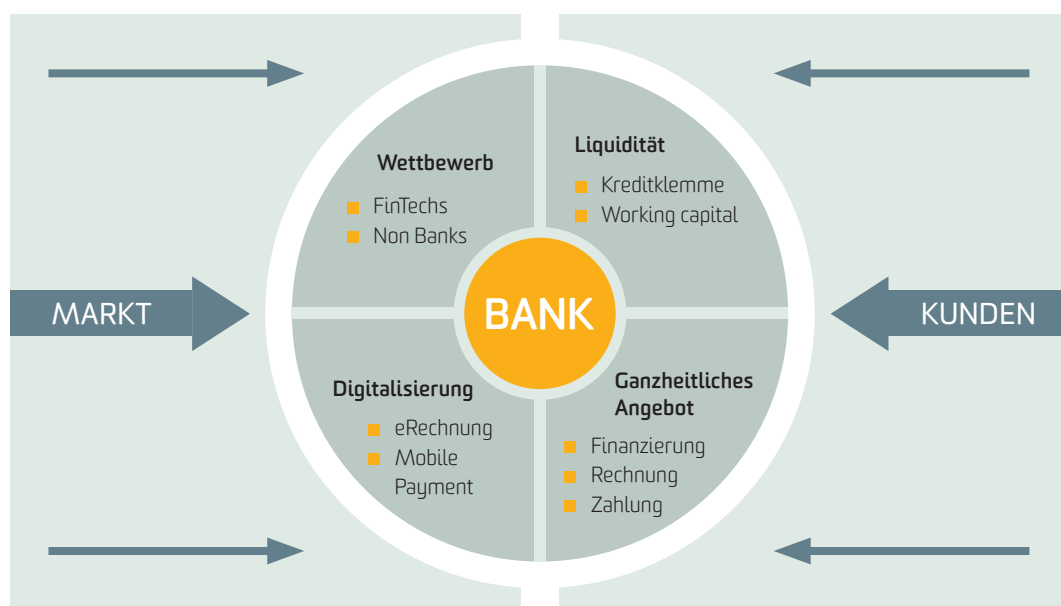 Wettbewerb
FinTechs
Non Banks
Liquidität
Kreditklemme
Working capital
MARKT
BANK
KUNDEN
Digitalisierung
eRechnung
Mobile
Payment
Ganzheitliches
Angebot
Finanzierung
Rechnung
Zahlung